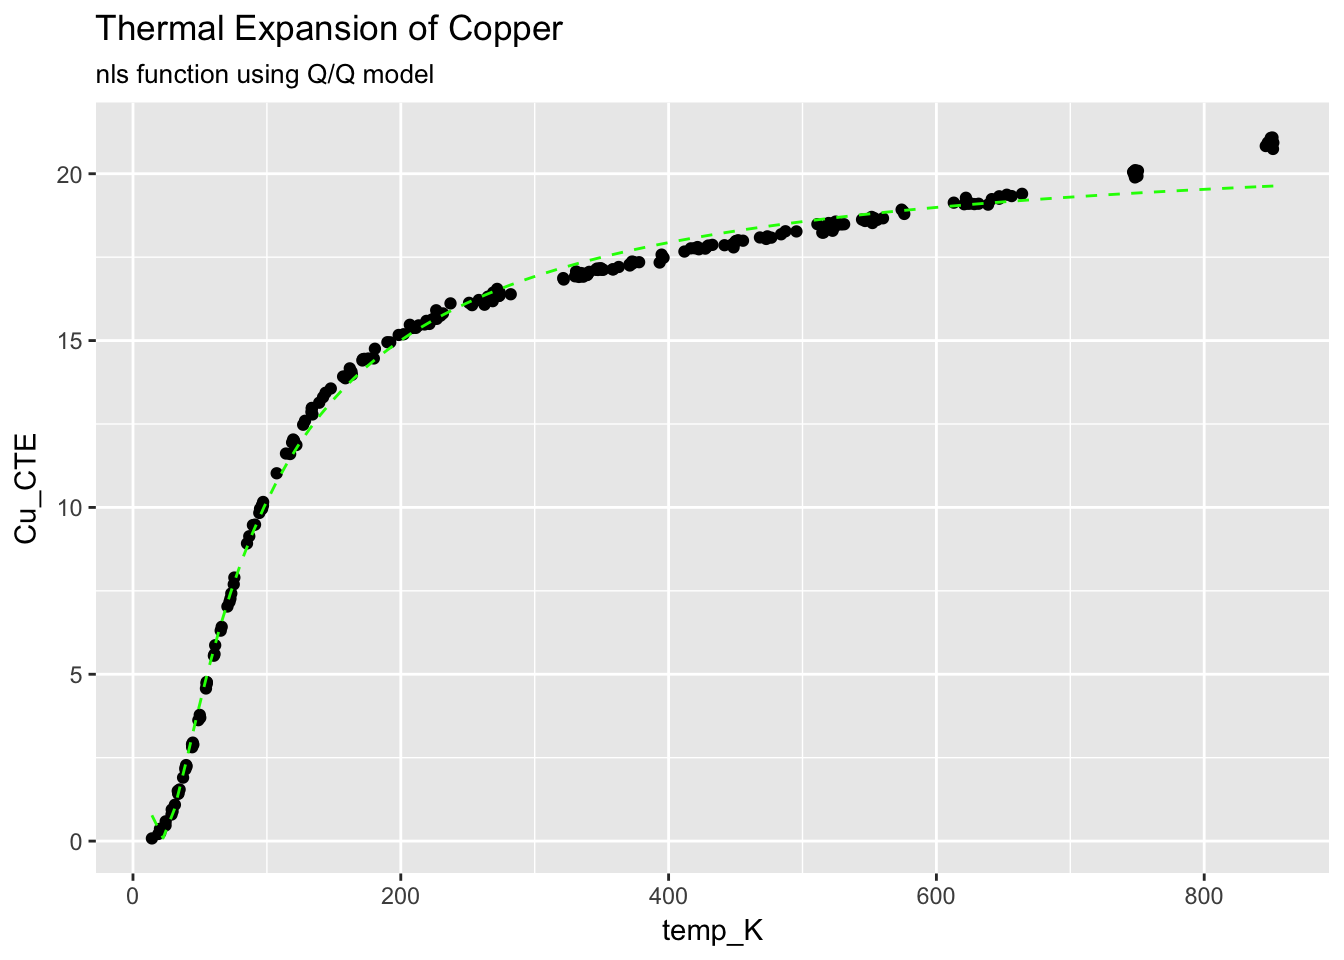 Thermal Expansion of Copper
nls function using Q/Q model
20
15
10
5
0
Cu_CTE
0 200 400 600 800
temp_K